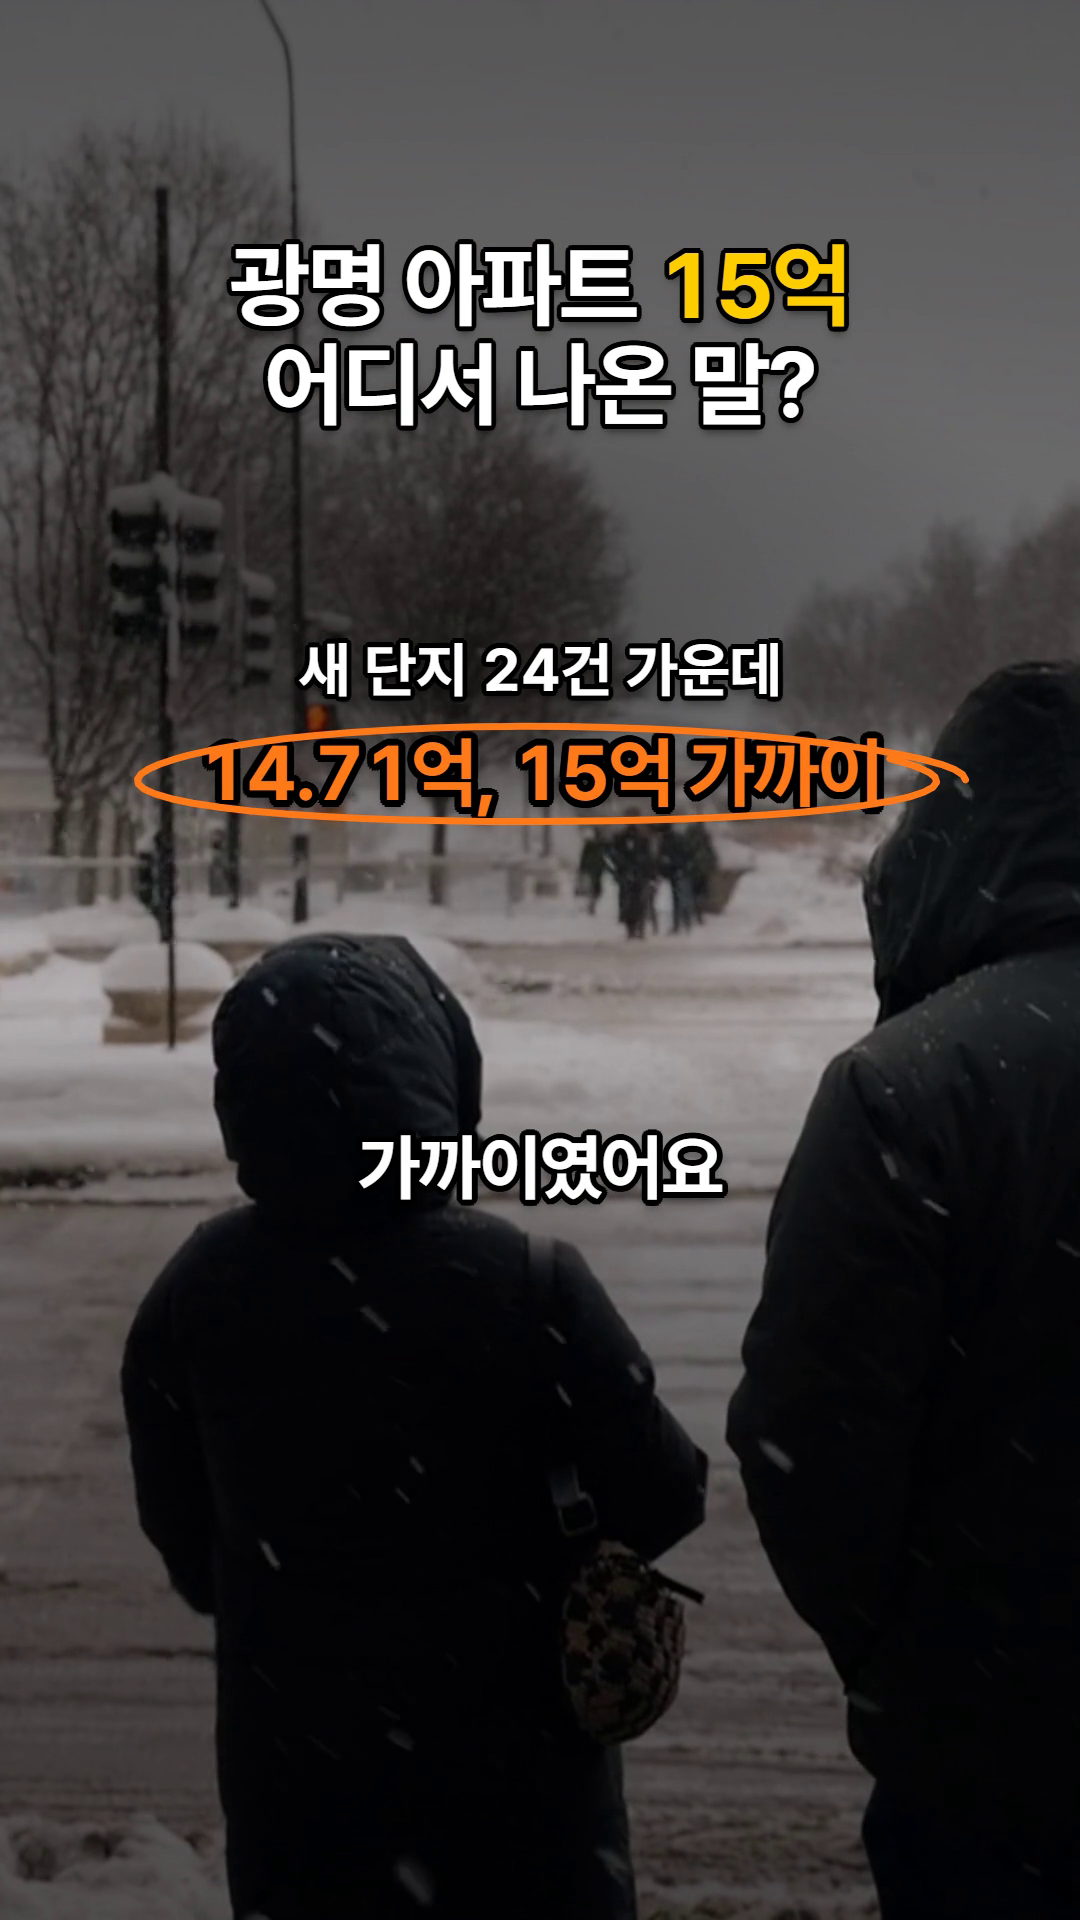 광명 아파트 15억
어디서 나온 말?
새 단지 24건 가운데
14.71억, 15억 가까이
가까이였어요